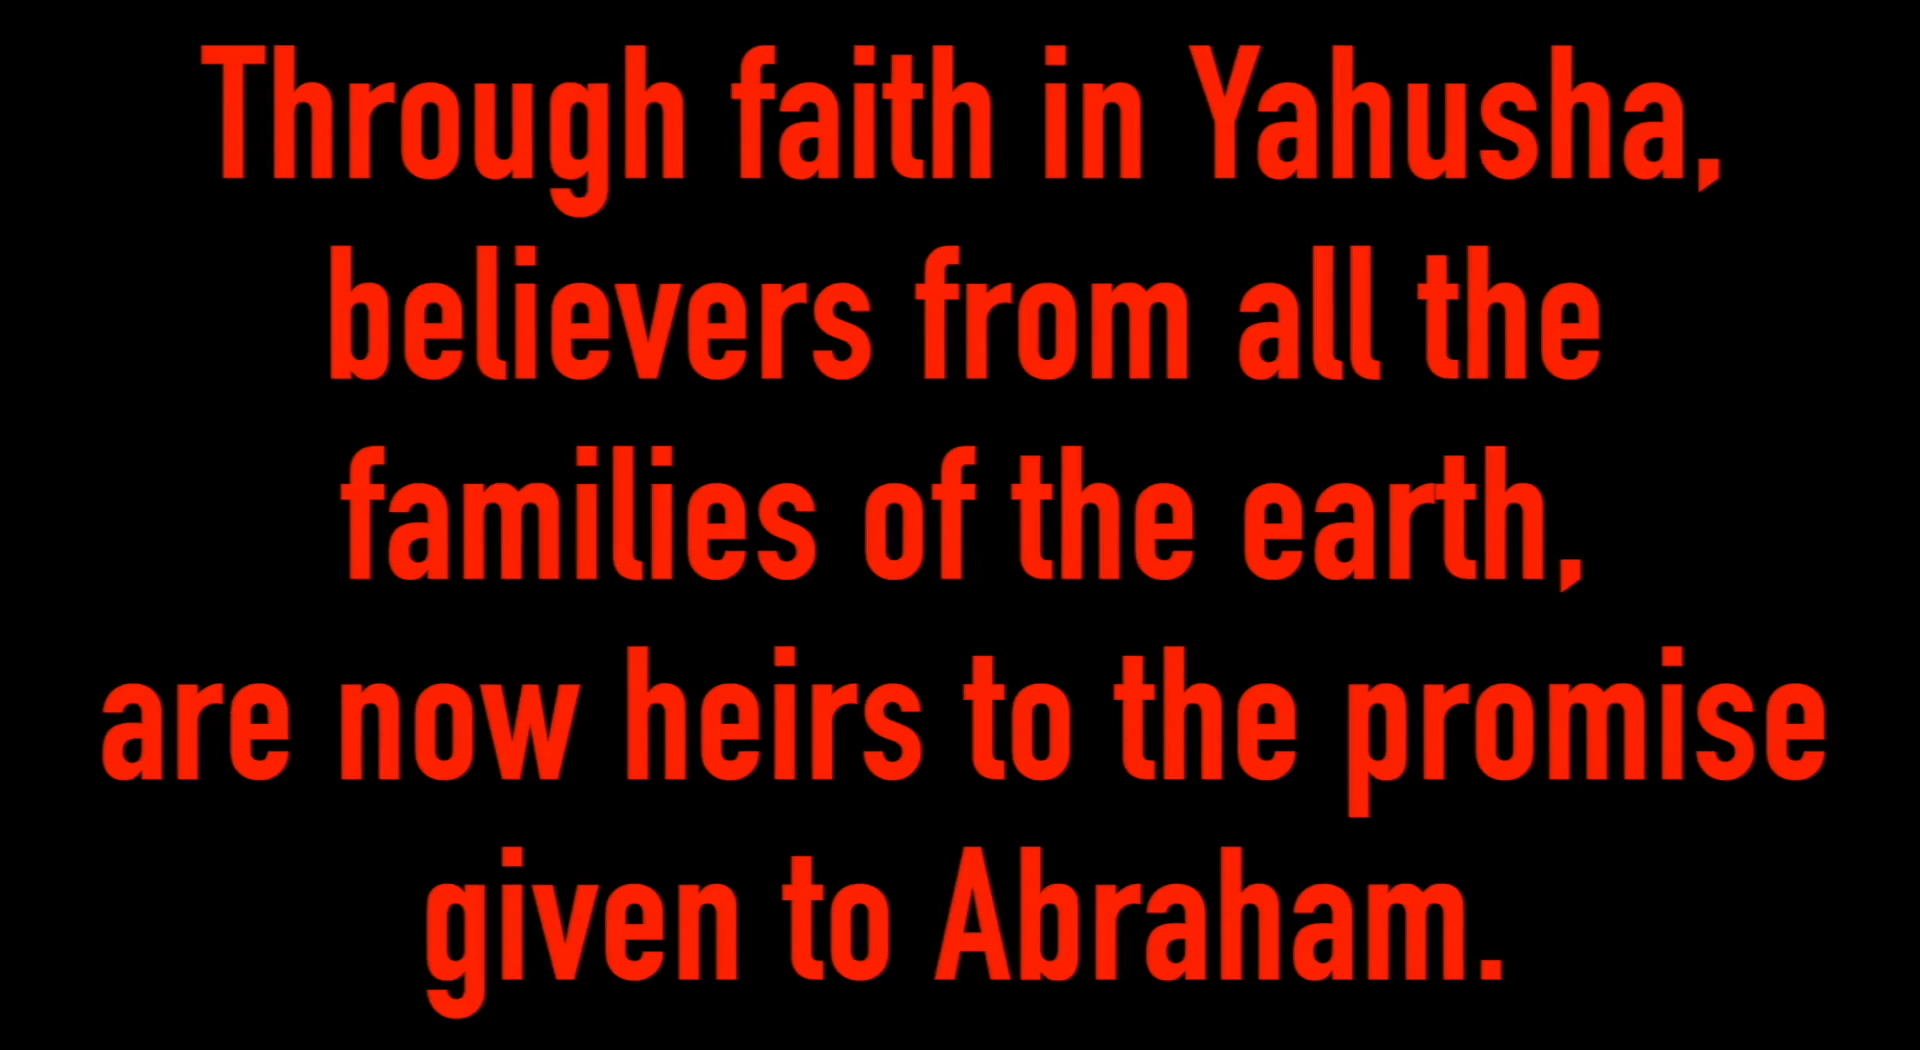 Through faith in Yahusha,
believers from all the
families of the earth,
are now heirs to the promise
given to Abraham.